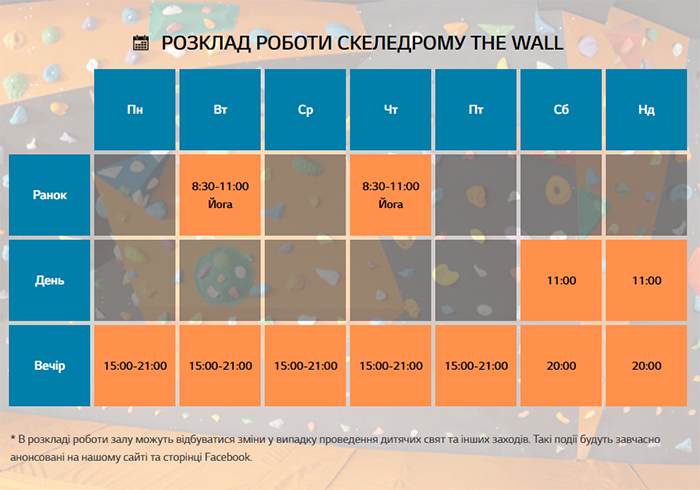 РОЗКЛАД РОБОТИ СКЕЛЕДРОМУ THE WALL
Пн Вт Ср Чт Пт Сб Нд
Ранок 8:30-11:00 Йога 8:30-11:00 Йога
День 11:00 11:00
Вечір 15:00-21:00 15:00-21:00 15:00-21:00 15:00-21:00 15:00-21:00 20:00 20:00
* В розкладі роботи залу можуть відбуватися зміни у випадку проведення дитячих свят та інших заходів. Такі події будуть завчасно
анонсовані на нашому сайті та сторінці Facebook.